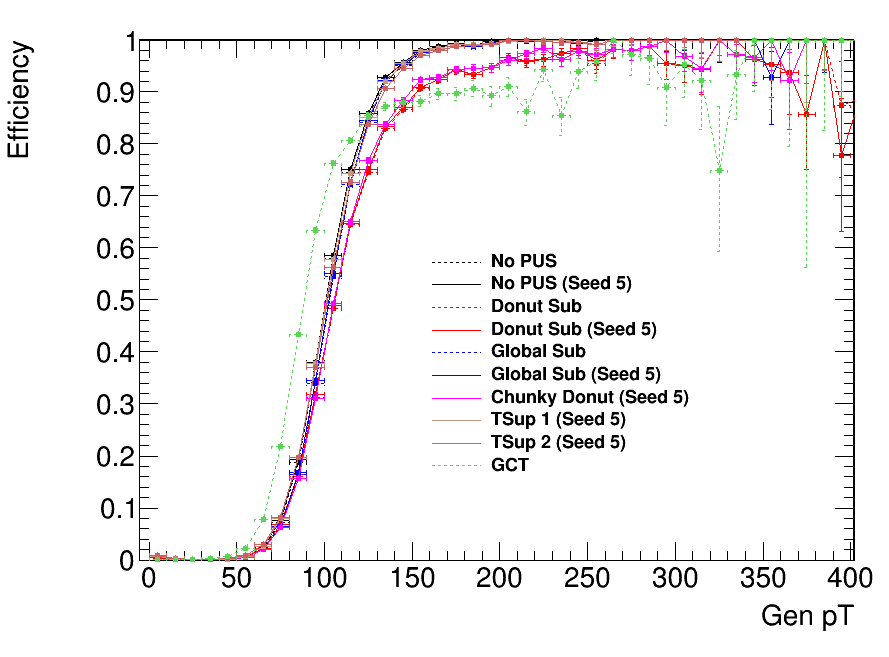 Efficiency
1
0.9
0.8
0.7
0.6
0.5
0.4
0.3
0.2
0.1
0
No PUS
No PUS (Seed 5)
Donut Sub
Donut Sub (Seed 5)
Global Sub
Global Sub (Seed 5)
Chunky Donut (Seed 5)
TSup 1 (Seed 5)
TSup 2 (Seed 5)
GCT
0 50 100 150 200 250 300 350 400
Gen pT